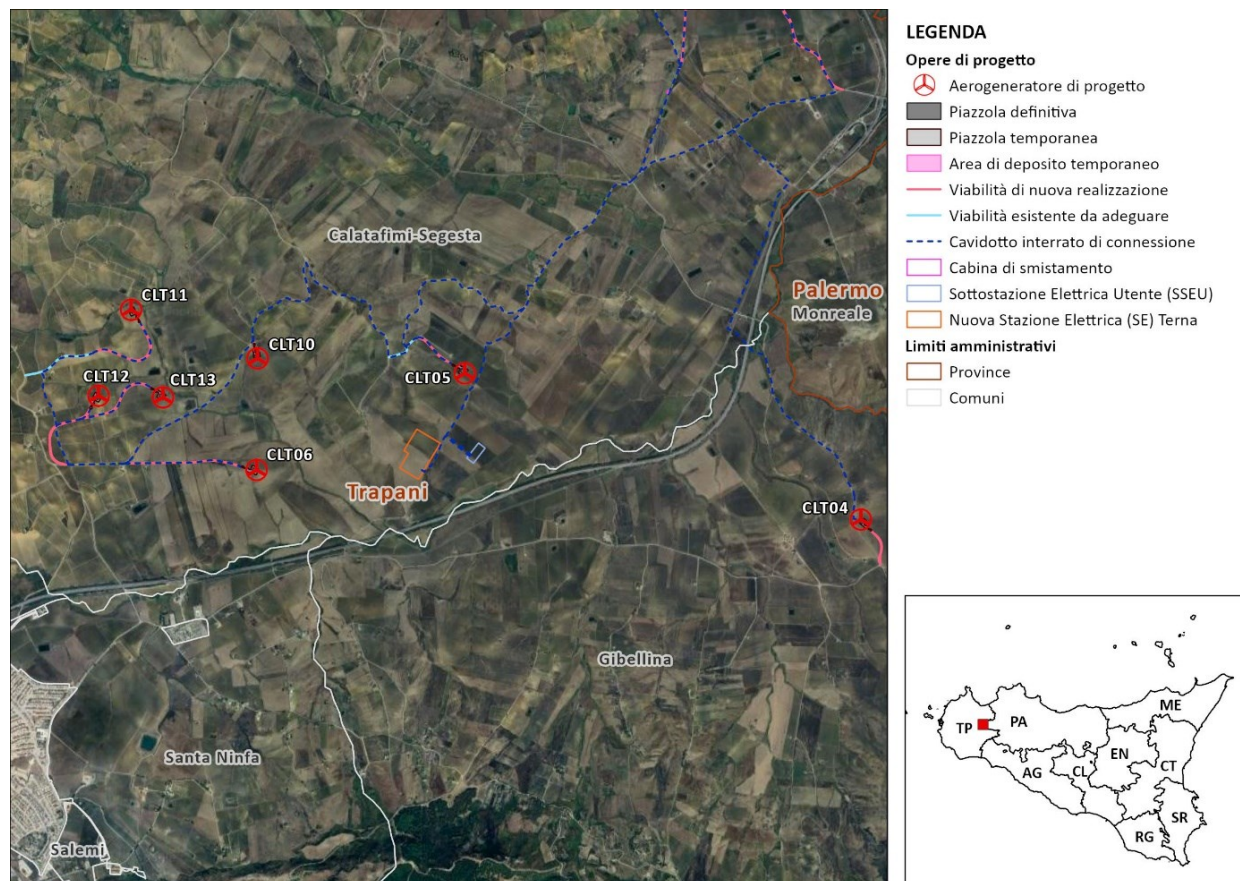 Calatafimi-Segesta
CLT11
CLT10
CLT12
CLT13
CLT05
CLT06
Trapani
Palermo
Monreale
CLT04
Gibellina
Santa Ninfa
Salemi
LEGENDA
Opere di progetto
Aerogeneratore di progetto
Piazzola definitiva
Piazzola temporanea
Area di deposito temporaneo
Viabilità di nuova realizzazione
Viabilità esistente da adeguare
Cavidotto interrato di connessione
Cabina di smistamento
Sottostazione Elettrica Utente (SSEU)
Nuova Stazione Elettrica (SE) Terna
Limiti amministrativi
Province
Comuni
TP
PA
ME
EN
AG
CL
CT
SR
RG